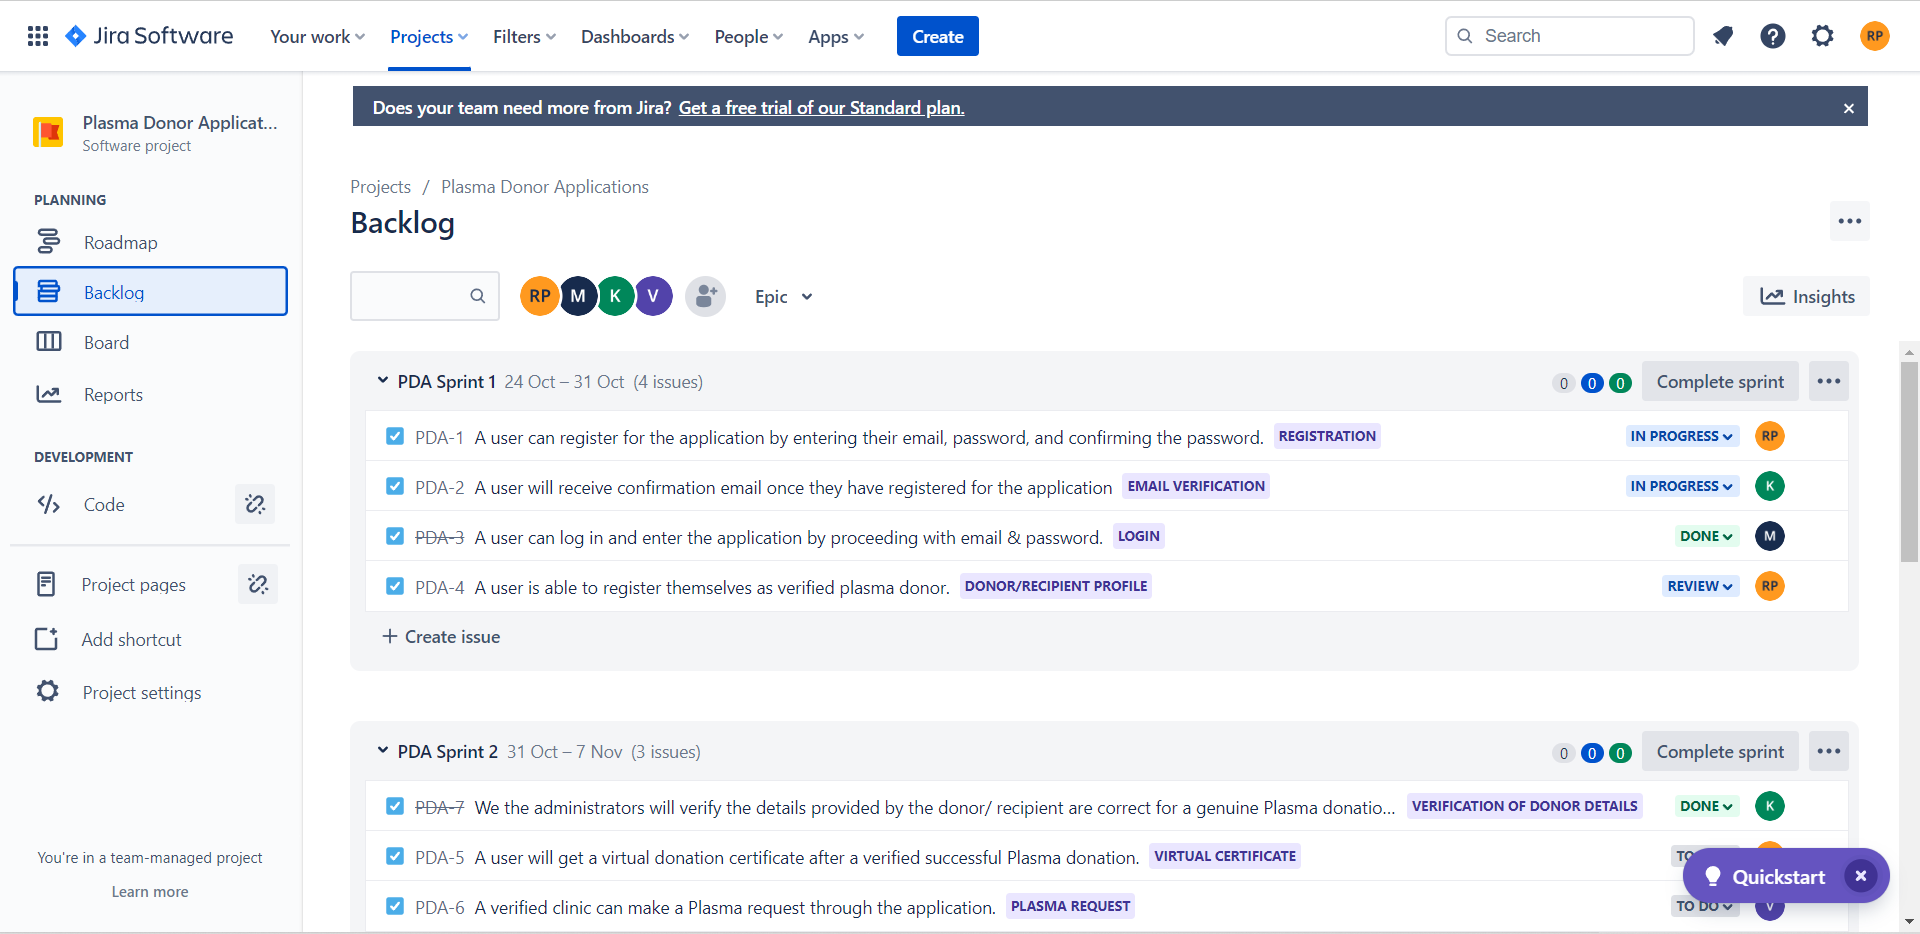 Jira Software Your work Projects Filters Dashboards People Apps Create Search RP
Plasma Donor Applicat...
Software project
PLANNING
Roadmap
Backlog
Board
Reports
DEVELOPMENT
Code
Project pages
Add shortcut
Project settings
You're in a team-managed project
Learn more
Does your team need more from Jira? Get a free trial of our Standard plan.
Projects / Plasma Donor Applications
Backlog
RP M K V Epic Insights
PDA Sprint 1 24 Oct – 31 Oct (4 issues) 0 0 0 Complete sprint
PDA-1 A user can register for the application by entering their email, password, and confirming the password. REGISTRATION IN PROGRESS RP
PDA-2 A user will receive confirmation email once they have registered for the application EMAIL VERIFICATION IN PROGRESS K
PDA-3 A user can log in and enter the application by proceeding with email & password. LOGIN DONE M
PDA-4 A user is able to register themselves as verified plasma donor. DONOR/RECIPIENT PROFILE REVIEW RP
Create issue
PDA Sprint 2 31 Oct – 7 Nov (3 issues) 0 0 0 Complete sprint
PDA-7 We the administrators will verify the details provided by the donor/ recipient are correct for a genuine Plasma donatio... VERIFICATION OF DONOR DETAILS DONE K
PDA-5 A user will get a virtual donation certificate after a verified successful Plasma donation. VIRTUAL CERTIFICATE
Quickstart
PDA-6 A verified clinic can make a Plasma request through the application. PLASMA REQUEST TO DO V